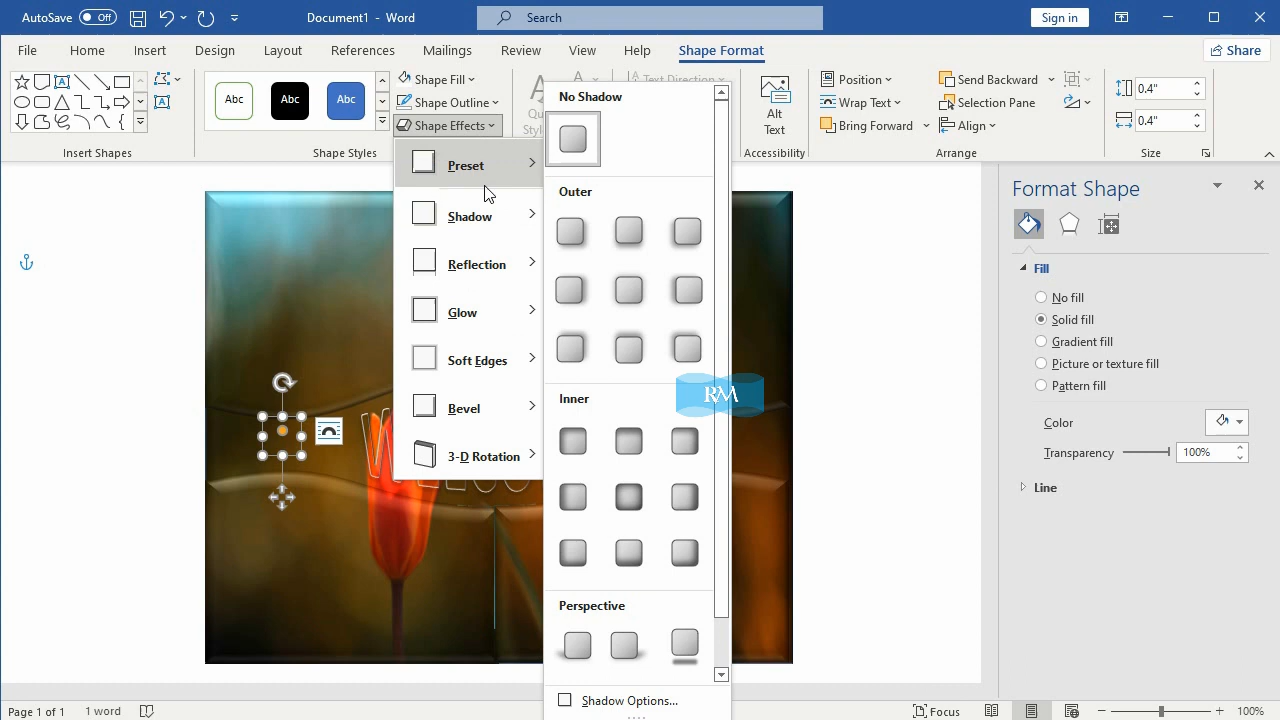 AutoSave Off Document1 - Word Search Sign in
File Home Insert Design Layout References Mailings Review View Help Shape Format Share
Abc Abc Abc
Shape Fill
Shape Outline
Shape Effects
Text Direction
Alt Text
Position
Wrap Text
Bring Forward
Send Backward
Selection Pane
Align
0.4"
0.4"
Insert Shapes Shape Styles Accessibility Arrange Size
Preset
Shadow
Reflection
Glow
Soft Edges
Bevel
3-D Rotation
No Shadow
Outer
Inner
Perspective
Shadow Options...
RM
Format Shape
Fill
No fill
Solid fill
Gradient fill
Picture or texture fill
Pattern fill
Color
Transparency 100%
Line
Page 1 of 1 1 word Focus 100%